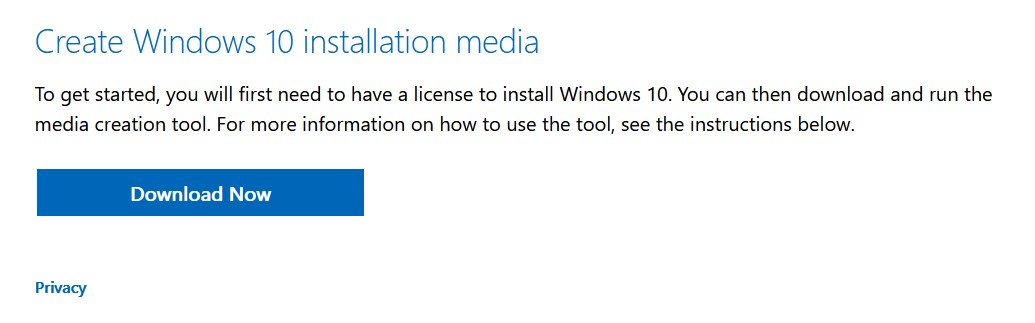 Create Windows 10 installation media
To get started, you will first need to have a license to install Windows 10. You can then download and run the
media creation tool. For more information on how to use the tool, see the instructions below.
Download Now
Privacy